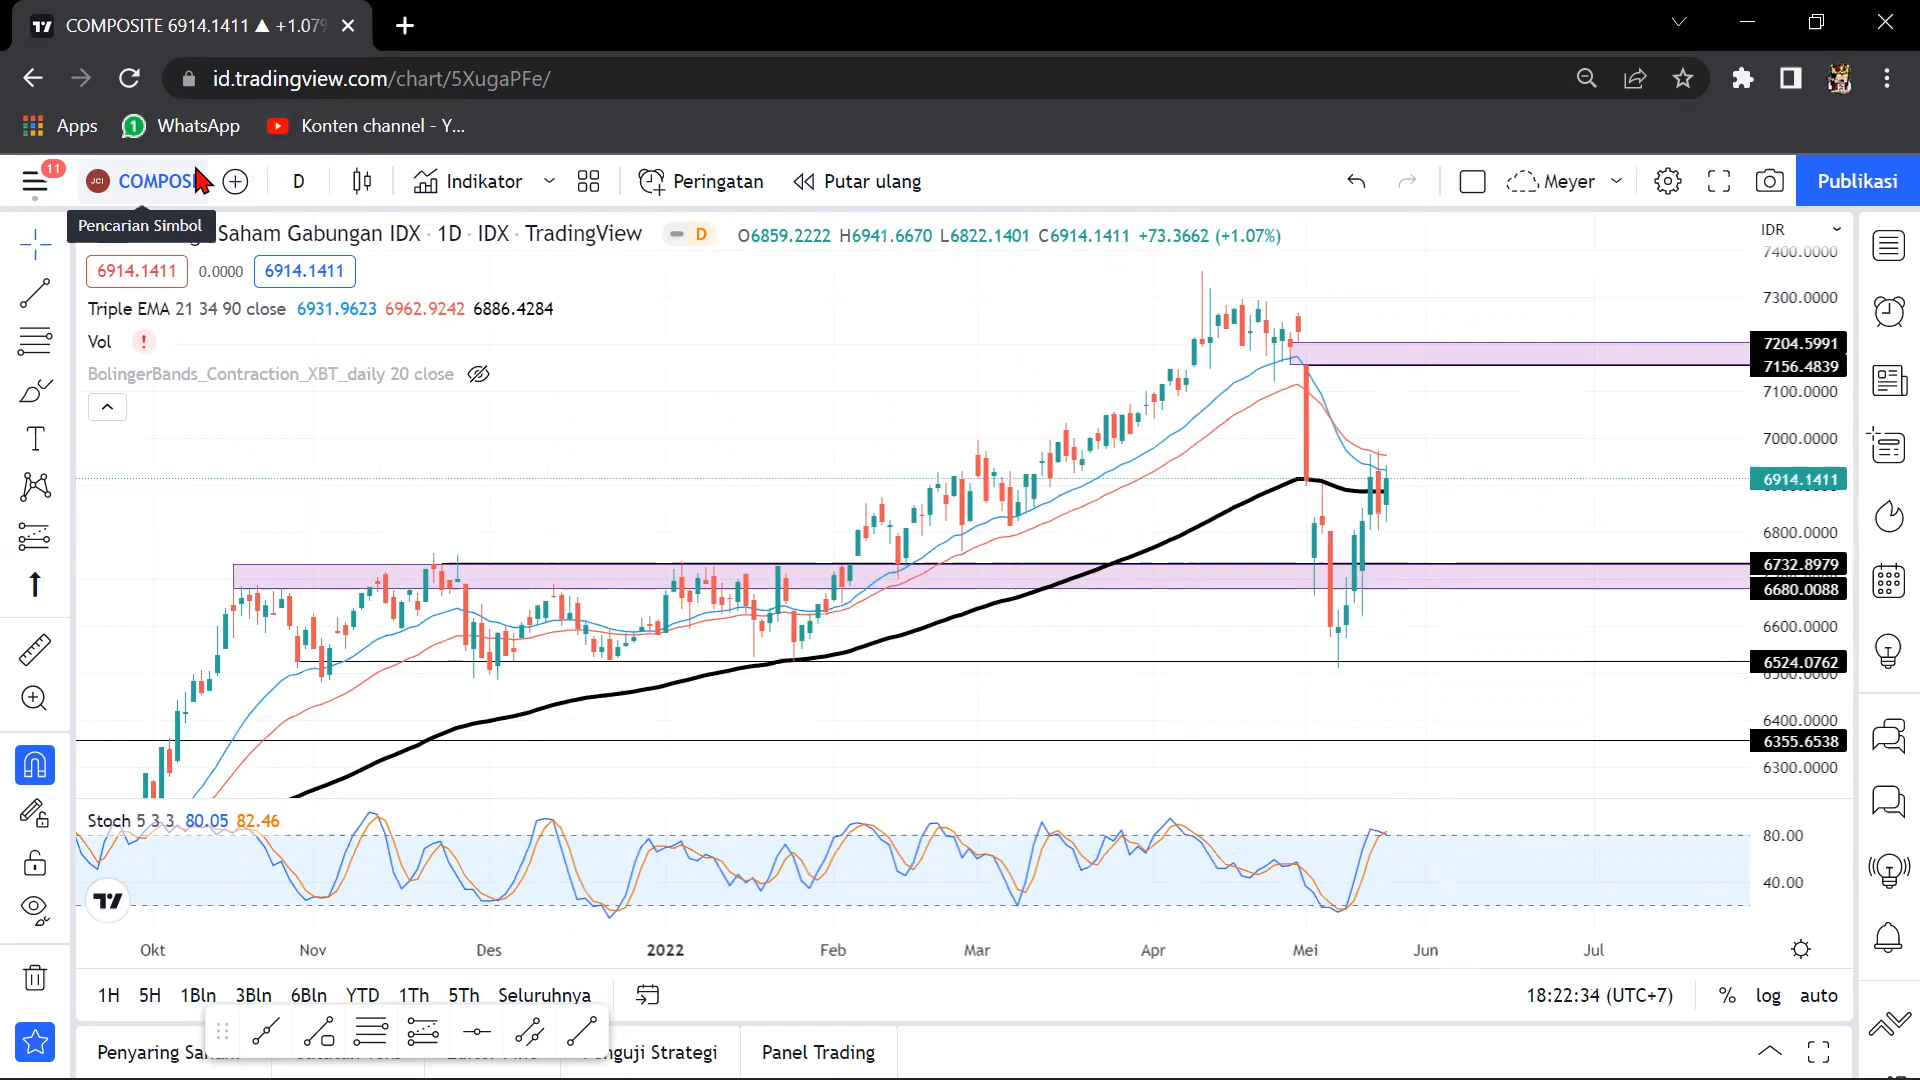 COMPOSITE 6914.1411 ▲ +1.07%
id.tradingview.com/chart/5XugaPFe/
Apps
WhatsApp
Konten channel - Y...
11
JCI
COMPOSI
D
Indikator
Peringatan
Putar ulang
Meyer
Publikasi
Pencarian Simbol
Saham Gabungan IDX · 1D · IDX · TradingView
D
O6859.2222 H6941.6670 L6822.1401 C6914.1411 +73.3662 (+1.07%)
IDR
6914.1411
0.0000
6914.1411
Triple EMA 21 34 90 close 6931.9623 6962.9242 6886.4284
Vol !
BolingerBands_Contraction_XBT_daily 20 close
7400.0000
7300.0000
7204.5991
7156.4839
7100.0000
7000.0000
6914.1411
6800.0000
6732.8979
6680.0088
6600.0000
6524.0762
6500.0000
6400.0000
6355.6538
6300.0000
Stoch 5 3 3 80.05 82.46
80.00
40.00
Okt Nov Des 2022 Feb Mar Apr Mei Jun Jul
1H 5H 1Bln 3Bln 6Bln YTD 1Th 5Th Seluruhnya
18:22:34 (UTC+7)
% log auto
Penyaring
nguji Strategi
Panel Trading